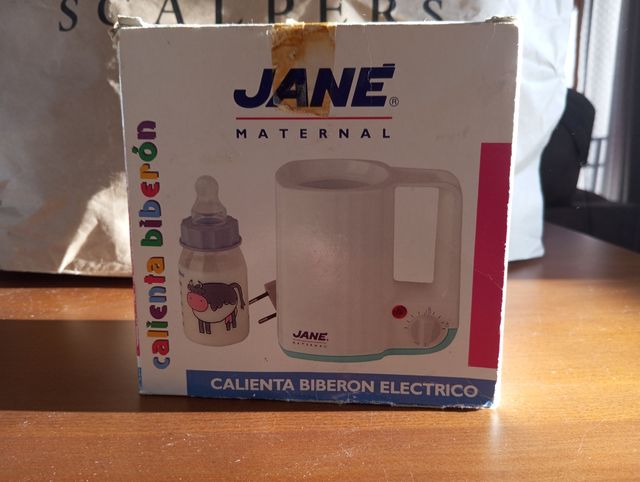 SCALPERS
JANÉ®
MATERNAL
calienta biberón
JANÉ
MATERNAL
CALIENTA BIBERON ELECTRICO